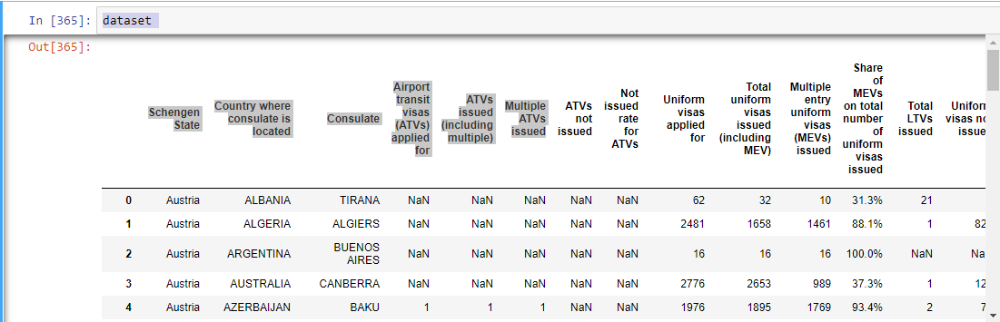 In [365]: dataset
Out[365]:
Schengen
State
Country where
consulate is
located
Consulate
Airport
transit
visas
(ATVs)
applied
for
ATVs
issued
(including
multiple)
Multiple
ATVs
issued
ATVs
not
issued
Not
issued
rate
for
ATVs
Uniform
visas
applied
for
Total
uniform
visas
issued
(including
MEV)
Multiple
entry
uniform
visas
(MEVs)
issued
Share
of
MEVs
on total
number
of
uniform
visas
issued
Total
LTVs
issued
visas
0 Austria ALBANIA TIRANA NaN NaN NaN NaN NaN 62 32 10 31.3% 21
1 Austria ALGERIA ALGIERS NaN NaN NaN NaN NaN 2481 1658 1461 88.1% 1
2 Austria ARGENTINA BUENOS AIRES NaN NaN NaN NaN NaN 16 16 16 100.0% NaN
3 Austria AUSTRALIA CANBERRA NaN NaN NaN NaN NaN 2776 2653 989 37.3% 1
4 Austria AZERBAIJAN BAKU 1 1 1 NaN NaN 1976 1895 1769 93.4% 2